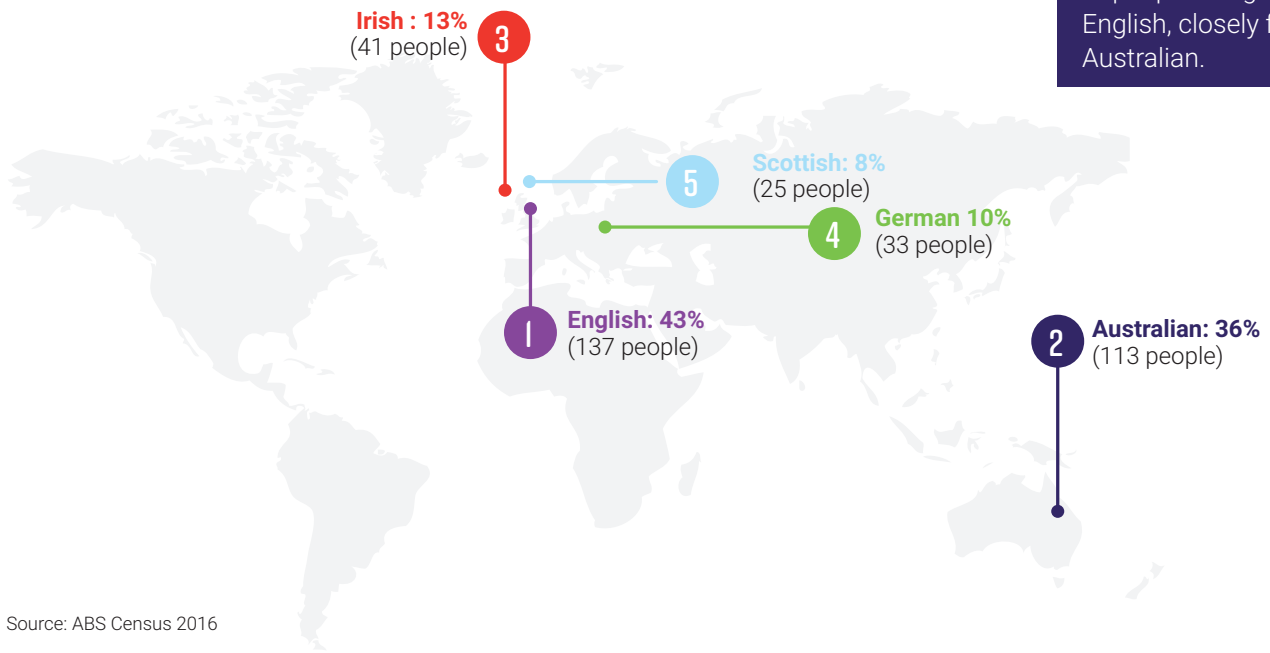 English, closely
Australian.
Irish : 13%
(41 people)
3
5
Scottish: 8%
(25 people)
4
German 10%
(33 people)
1
English: 43%
(137 people)
2
Australian: 36%
(113 people)
Source: ABS Census 2016